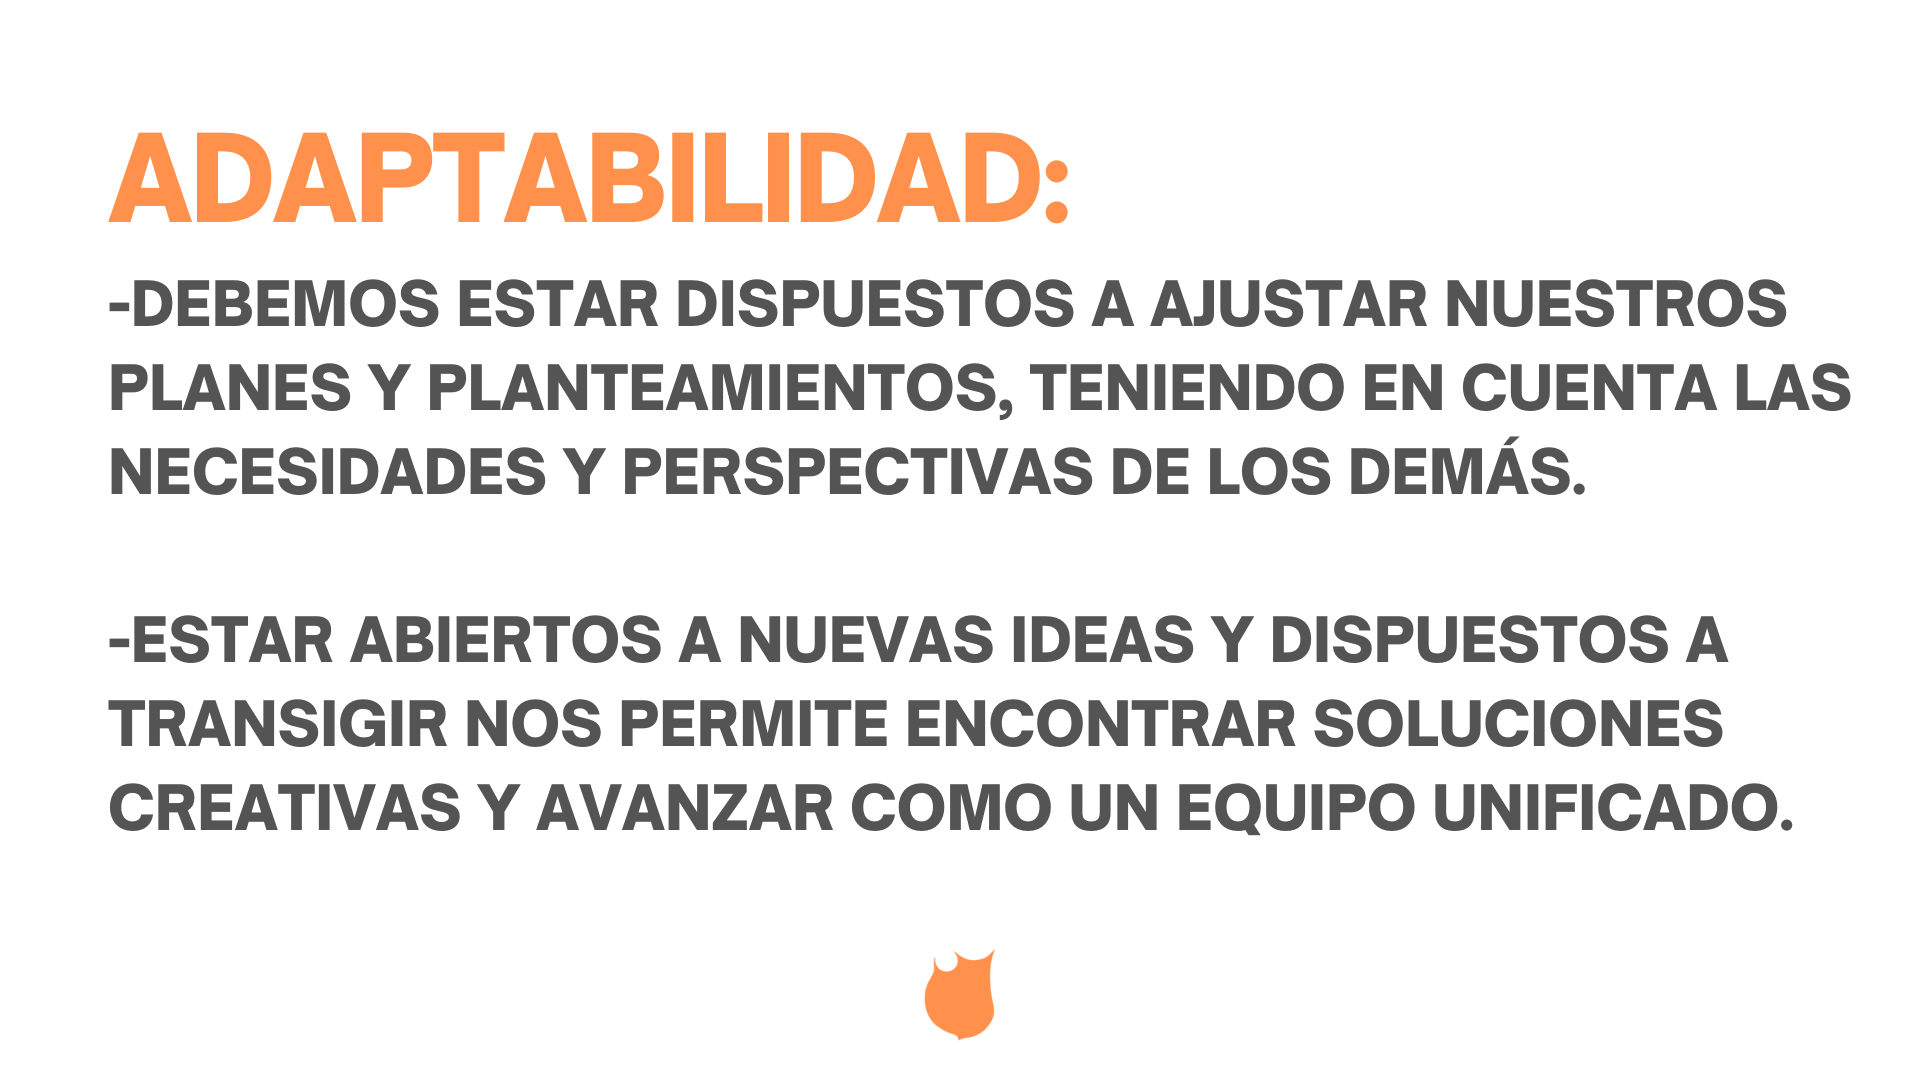 ADAPTABILIDAD:
-DEBEMOS ESTAR DISPUESTOS A AJUSTAR NUESTROS
PLANES Y PLANTEAMIENTOS, TENIENDO EN CUENTA LAS
NECESIDADES Y PERSPECTIVAS DE LOS DEMÁS.
-ESTAR ABIERTOS A NUEVAS IDEAS Y DISPUESTOS A
TRANSIGIR NOS PERMITE ENCONTRAR SOLUCIONES
CREATIVAS Y AVANZAR COMO UN EQUIPO UNIFICADO.